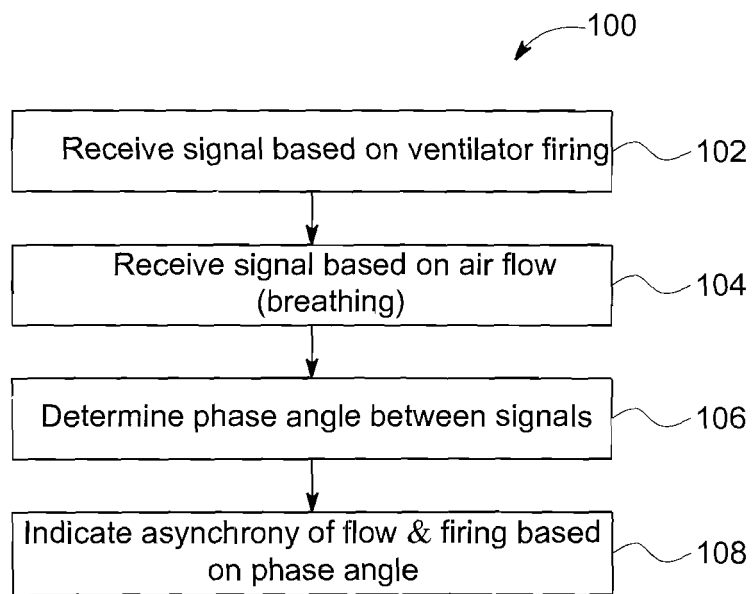 100
Receive signal based on ventilator firing
102
Receive signal based on air flow
(breathing)
104
Determine phase angle between signals
106
Indicate asynchrony of flow & firing based
on phase angle
108